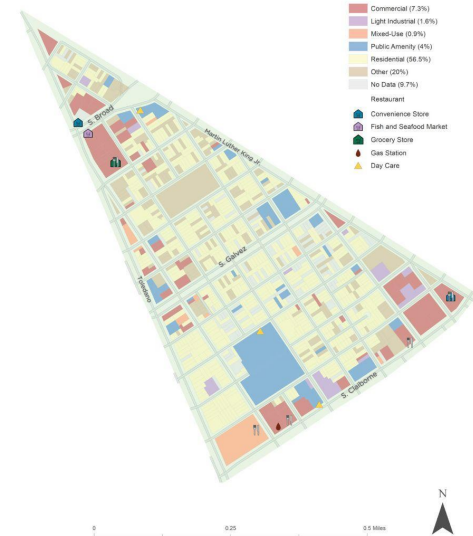 Commercial (7.3%)
Light Industrial (1.6%)
Mixed-Use (0.9%)
Public Amenity (4%)
Residential (56.5%)
Other (20%)
No Data (9.7%)
Restaurant
Convenience Store
Fish and Seafood Market
Grocery Store
Gas Station
Day Care
S. Broad
Martin Luther King Jr.
S. Galvez
Toledano
S. Claiborne
N
0 0.25 0.5 Miles